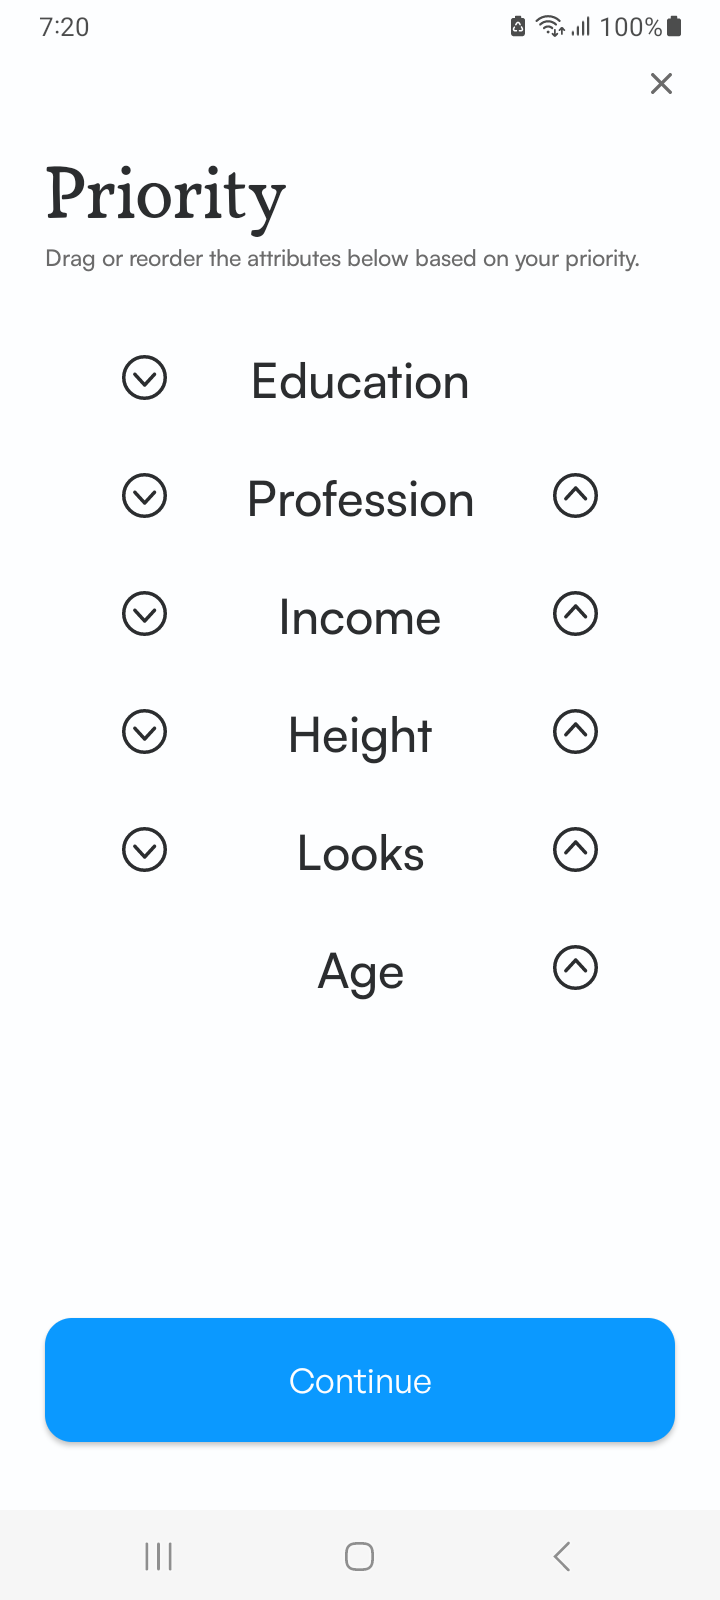 7:20
100%
Priority
Drag or reorder the attributes below based on your priority.
Education
Profession
Income
Height
Looks
Age
Continue